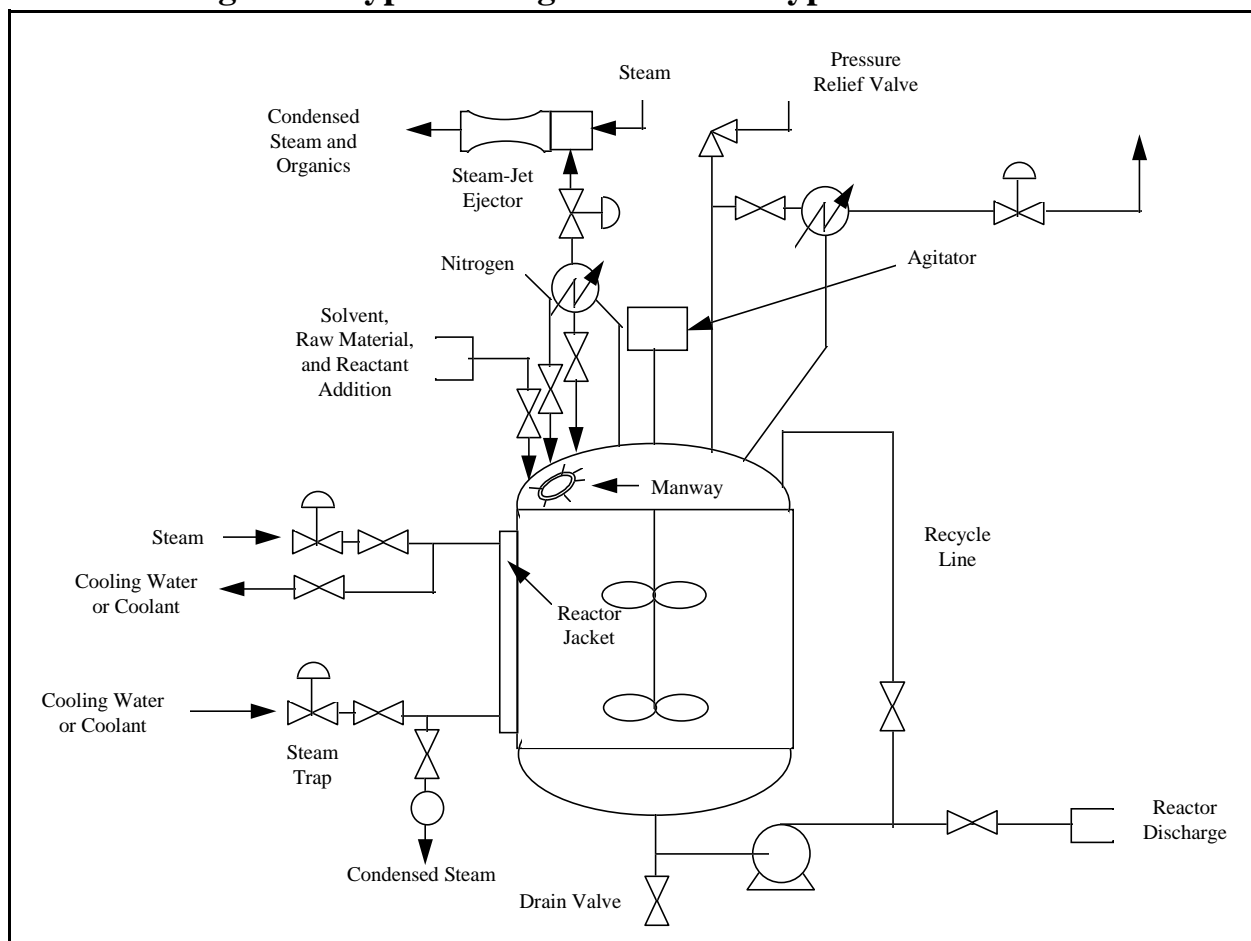 Steam
Pressure
Relief Valve
Condensed
Steam and
Organics
Steam-Jet
Ejector
Nitrogen
Agitator
Solvent,
Raw Material,
and Reactant
Addition
Manway
Steam
Recycle
Line
Cooling Water
or Coolant
Reactor
Jacket
Cooling Water
or Coolant
Steam
Trap
Reactor
Discharge
Condensed Steam
Drain Valve